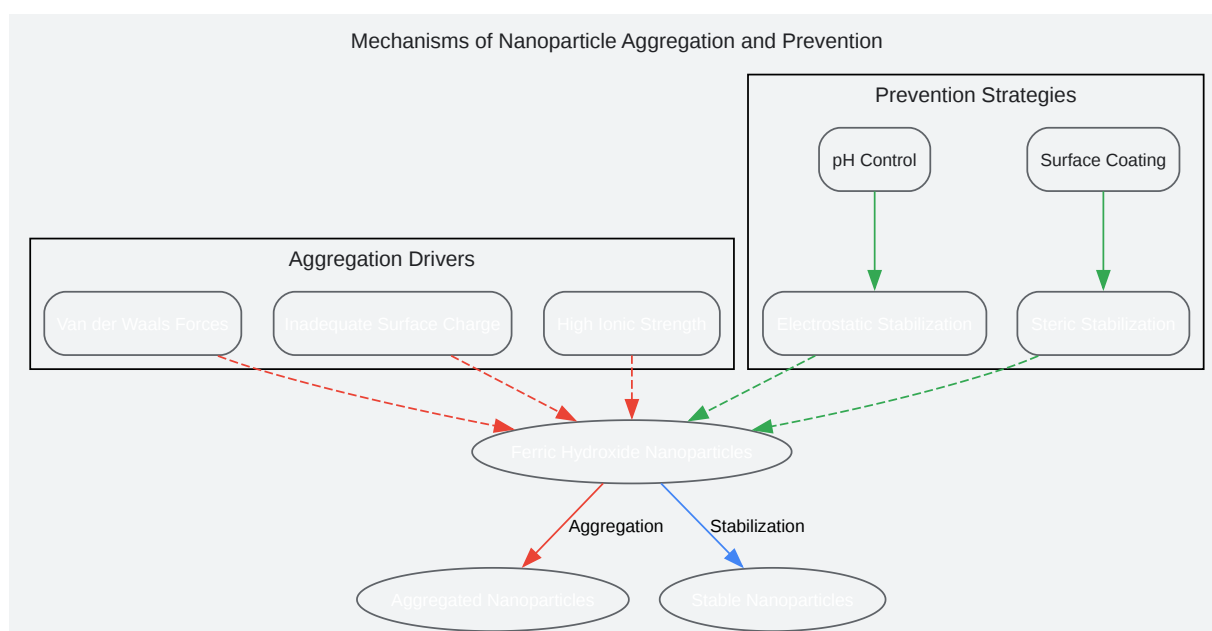 Mechanisms of Nanoparticle Aggregation and Prevention
Prevention Strategies
pH Control
Surface Coating
Aggregation Drivers
Van der Waals Forces
Inadequate Surface Charge
High Ionic Strength
Electrostatic Stabilization
Steric Stabilization
Ferric Hydroxide Nanoparticles
Aggregation
Stabilization
Aggregated Nanoparticles
Stable Nanoparticles